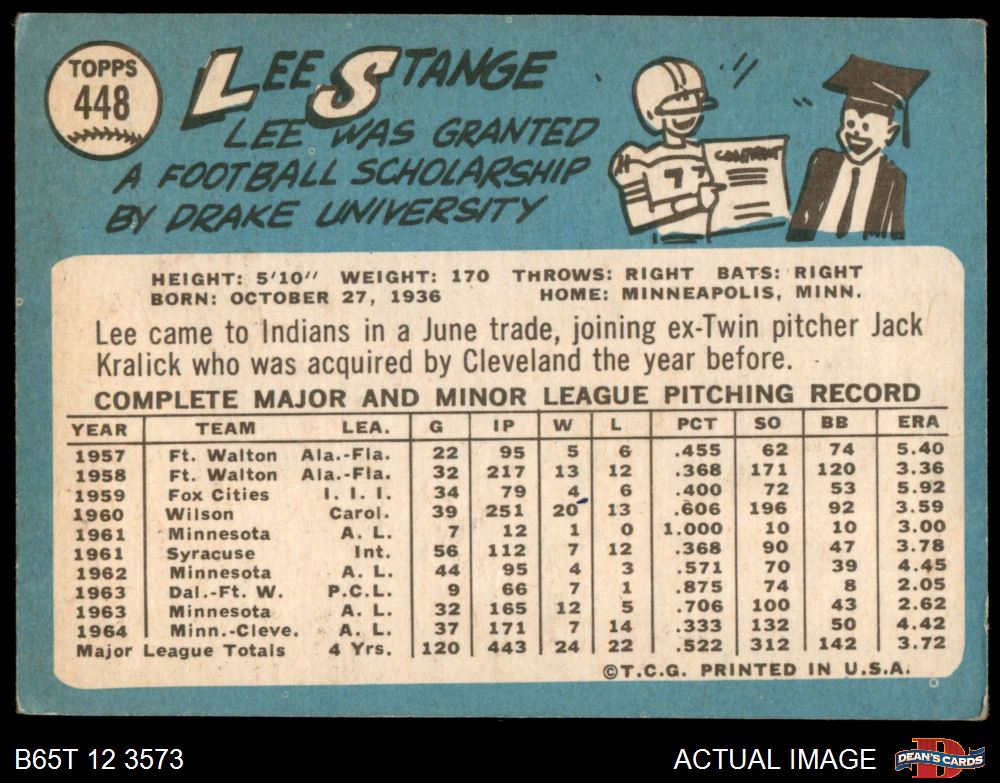 TOPPS
448
LEE STANGE
LEE WAS GRANTED
A FOOTBALL SCHOLARSHIP
BY DRAKE UNIVERSITY
CONTRACT
77
HEIGHT: 5'10" WEIGHT: 170 THROWS: RIGHT BATS: RIGHT
BORN: OCTOBER 27, 1936 HOME: MINNEAPOLIS, MINN.
Lee came to Indians in a June trade, joining ex-Twin pitcher Jack
Kralick who was acquired by Cleveland the year before.
COMPLETE MAJOR AND MINOR LEAGUE PITCHING RECORD
YEAR TEAM LEA. G IP W L PCT SO BB ERA
1957 Ft. Walton Ala.-Fla. 22 95 5 6 .455 62 74 5.40
1958 Ft. Walton Ala.-Fla. 32 217 13 12 .368 171 120 3.36
1959 Fox Cities I. I. I. 34 79 4 6 .400 72 53 5.92
1960 Wilson Carol. 39 251 20 13 .606 196 92 3.59
1961 Minnesota A. L. 7 12 1 0 1.000 10 10 3.00
1961 Syracuse Int. 56 112 7 12 .368 90 47 3.78
1962 Minnesota A. L. 44 95 4 3 .571 70 39 4.45
1963 Dal.-Ft. W. P.C.L. 9 66 7 1 .875 74 8 2.05
1963 Minnesota A. L. 32 165 12 5 .706 100 43 2.62
1964 Minn.-Cleve. A. L. 37 171 7 14 .333 132 50 4.42
Major League Totals 4 Yrs. 120 443 24 22 .522 312 142 3.72
©T.C.G. PRINTED IN U.S.A.
B65T 12 3573 ACTUAL IMAGE
DEAN'S CARDS